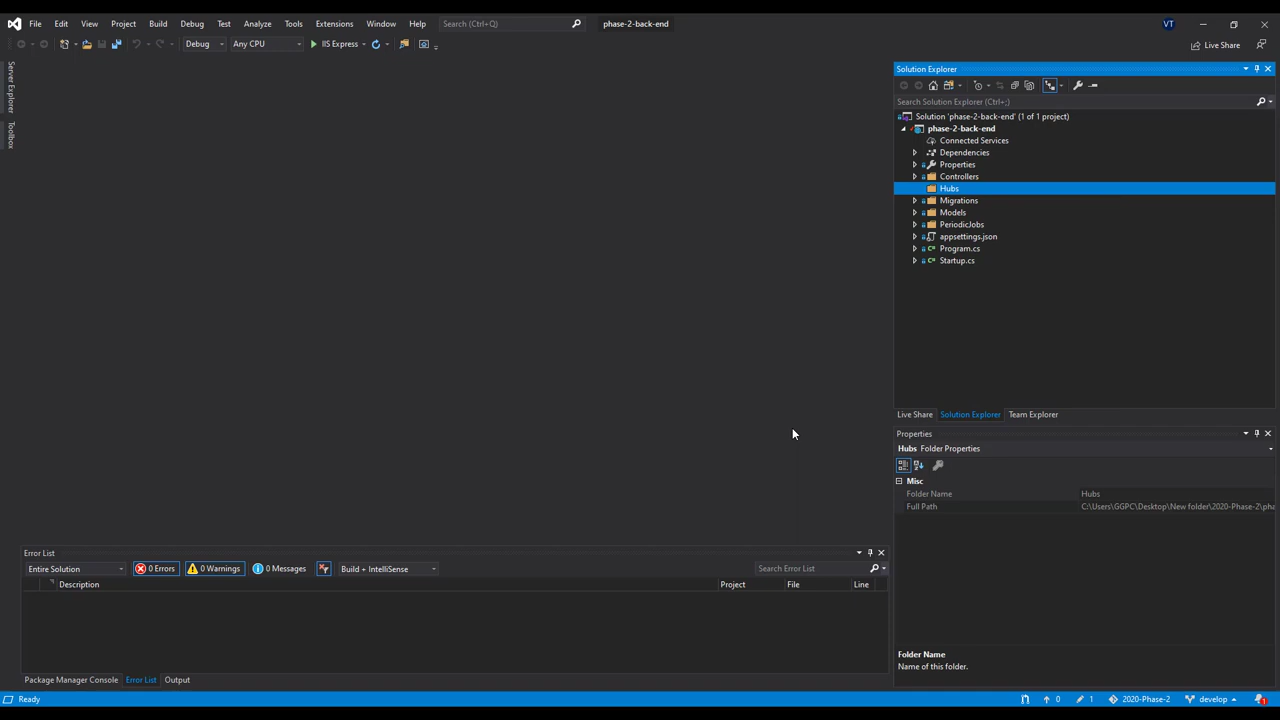 File Edit View Project Build Debug Test Analyze Tools Extensions Window Help Search (Ctrl+Q) phase-2-back-end VT
Debug Any CPU IIS Express Live Share
Server Explorer
Toolbox
Solution Explorer
Search Solution Explorer (Ctrl+;)
Solution 'phase-2-back-end' (1 of 1 project)
phase-2-back-end
Connected Services
Dependencies
Properties
Controllers
Hubs
Migrations
Models
PeriodicJobs
appsettings.json
Program.cs
Startup.cs
Live Share Solution Explorer Team Explorer
Properties
Hubs Folder Properties
Misc
Folder Name Hubs
Full Path C:\Users\GGPC\Desktop\New folder\2020-Phase-2\pha
Folder Name
Name of this folder.
Error List
Entire Solution 0 Errors 0 Warnings 0 Messages Build + IntelliSense Search Error List
Description Project File Line
Package Manager Console Error List Output
Ready 0 1 2020-Phase-2 develop 1